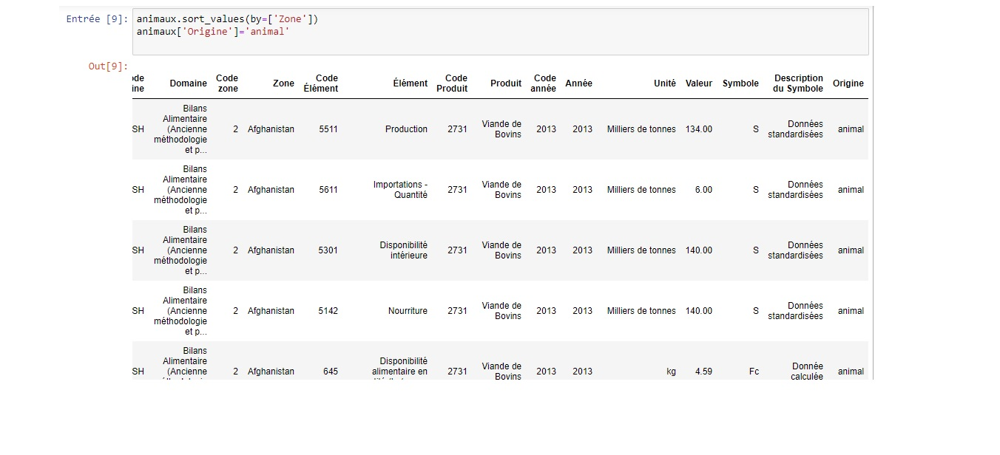 Entrée [9]: animaux.sort_values(by=['Zone'])
animaux['Origine']='animal'
Out[9]:
Domaine Code zone Zone Code Élément Élément Code Produit Produit Code année Année Unité Valeur Symbole Description du Symbole Origine
SH Bilans Alimentaire (Ancienne méthodologie et p... 2 Afghanistan 5511 Production 2731 Viande de Bovins 2013 2013 Milliers de tonnes 134.00 S Données standardisées animal
SH Bilans Alimentaire (Ancienne méthodologie et p... 2 Afghanistan 5611 Importations - Quantité 2731 Viande de Bovins 2013 2013 Milliers de tonnes 6.00 S Données standardisées animal
SH Bilans Alimentaire (Ancienne méthodologie et p... 2 Afghanistan 5301 Disponibilité intérieure 2731 Viande de Bovins 2013 2013 Milliers de tonnes 140.00 S Données standardisées animal
SH Bilans Alimentaire (Ancienne méthodologie et p... 2 Afghanistan 5142 Nourriture 2731 Viande de Bovins 2013 2013 Milliers de tonnes 140.00 S Données standardisées animal
SH Bilans Alimentaire (Ancienne 2 Afghanistan 645 Disponibilité alimentaire en 2731 Viande de Bovins 2013 2013 kg 4.59 Fc Donnée calculée animal